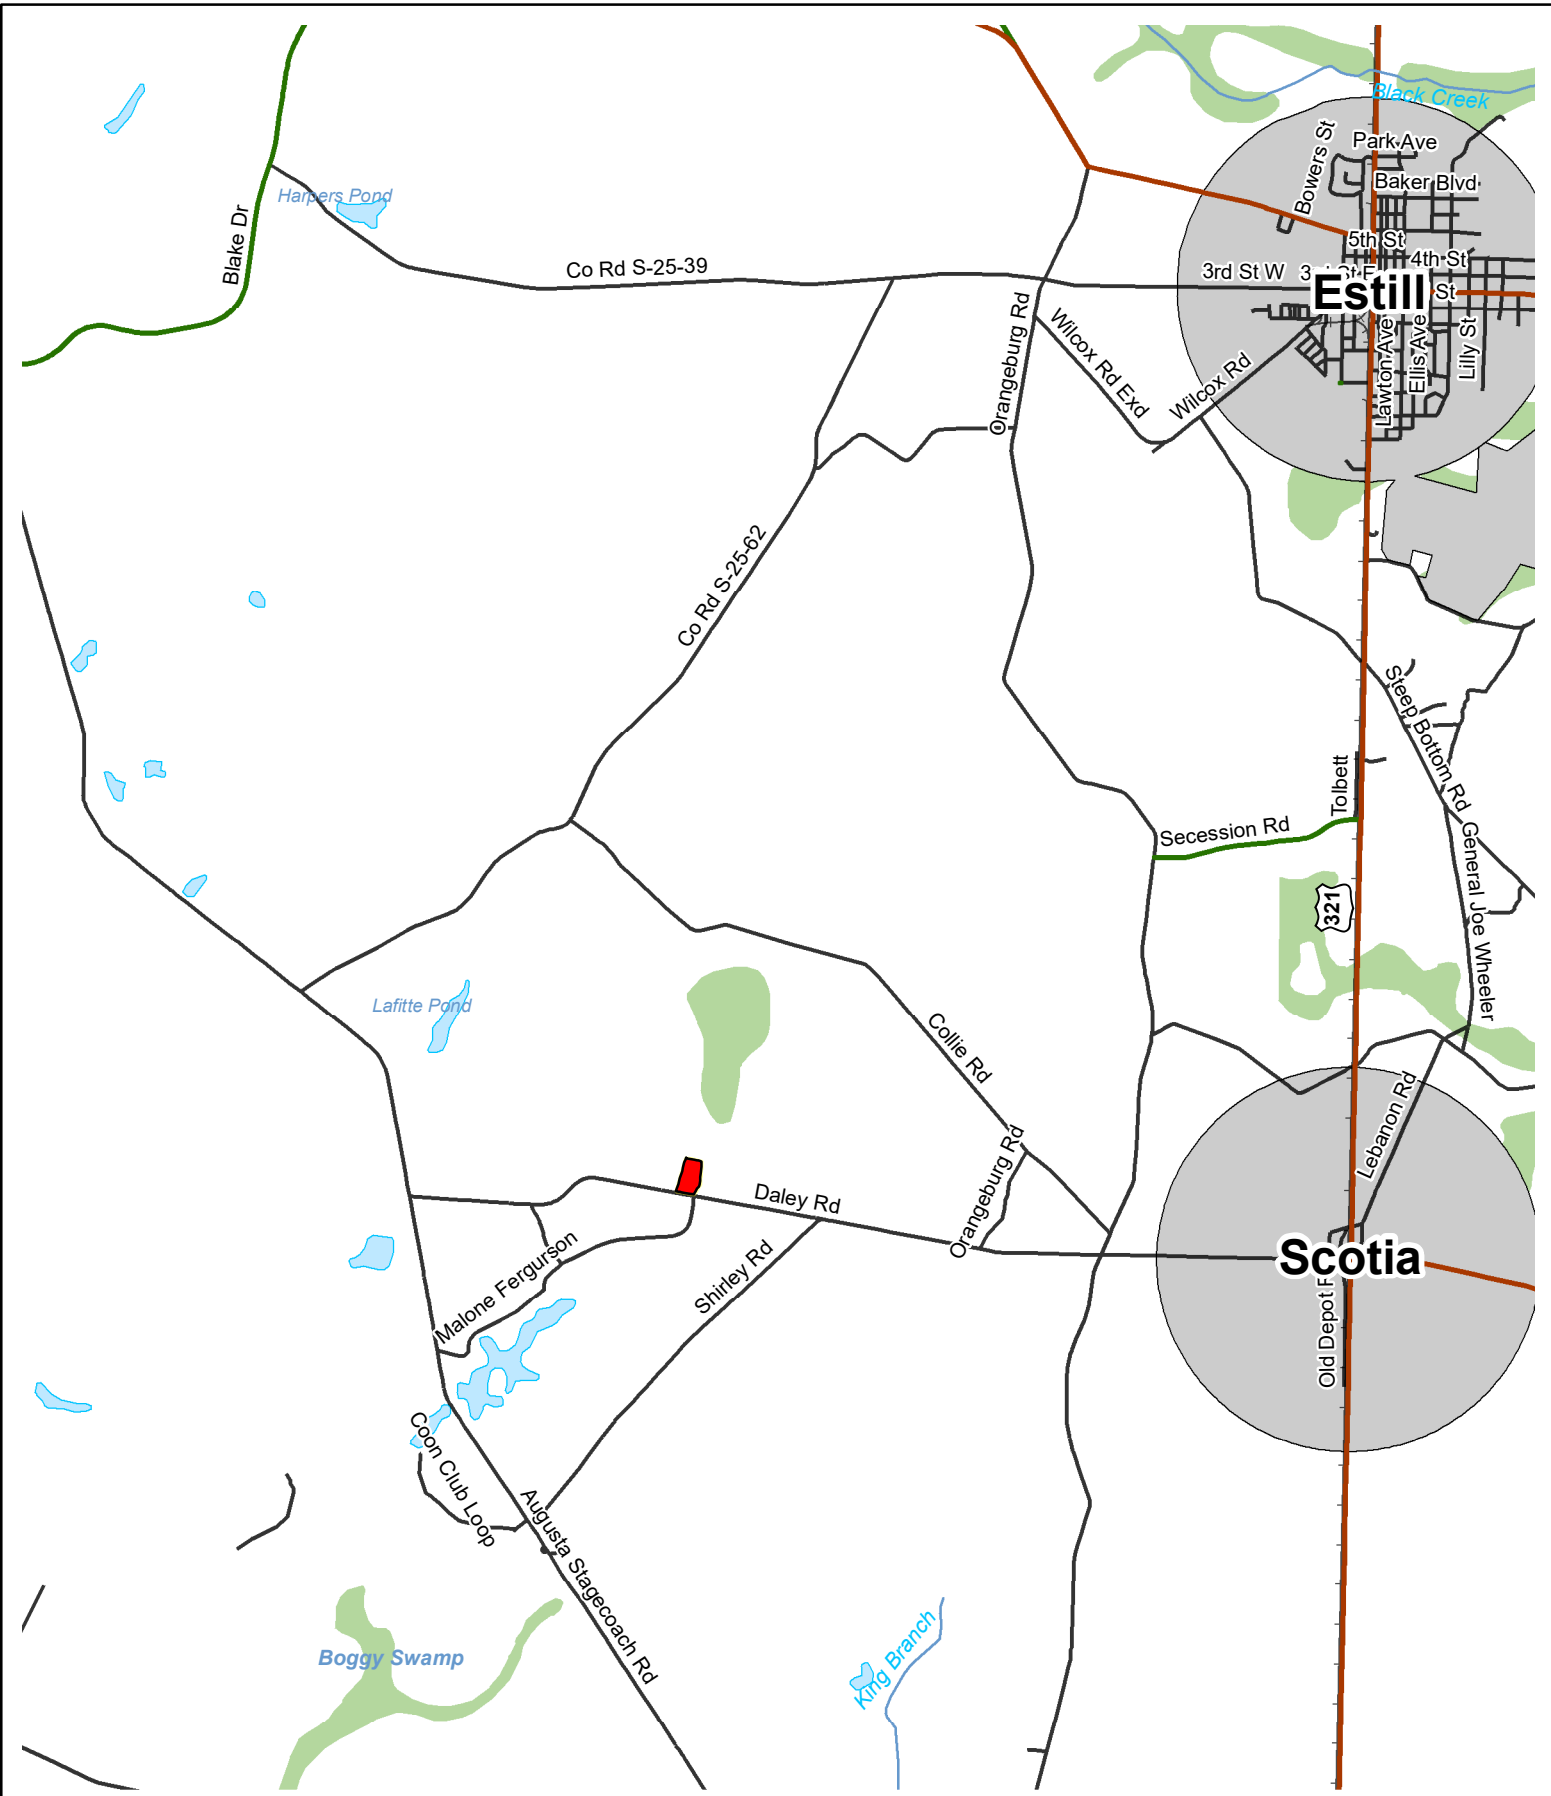 Black Creek
Park Ave
Bowers St
Baker Blvd
Harpers Pond
Blake Dr
5th St
4th St
Co Rd S-25-39
3rd St W
Estill
St
Orangeburg Rd
Wilcox Rd Exd
Wilcox Rd
Lawton Ave
Ellis Ave
Lilly St
Co Rd S-25-62
Steep Bottom Rd
Tolbett
Secession Rd
General Joe Wheeler
321
Lafitte Pond
Collie Rd
Lebanon Rd
Orangeburg Rd
Daley Rd
Malone Fergurson
Shirley Rd
Scotia
Old Depot
Coon Club Loop
Augusta Stagecoach Rd
Boggy Swamp
King Branch